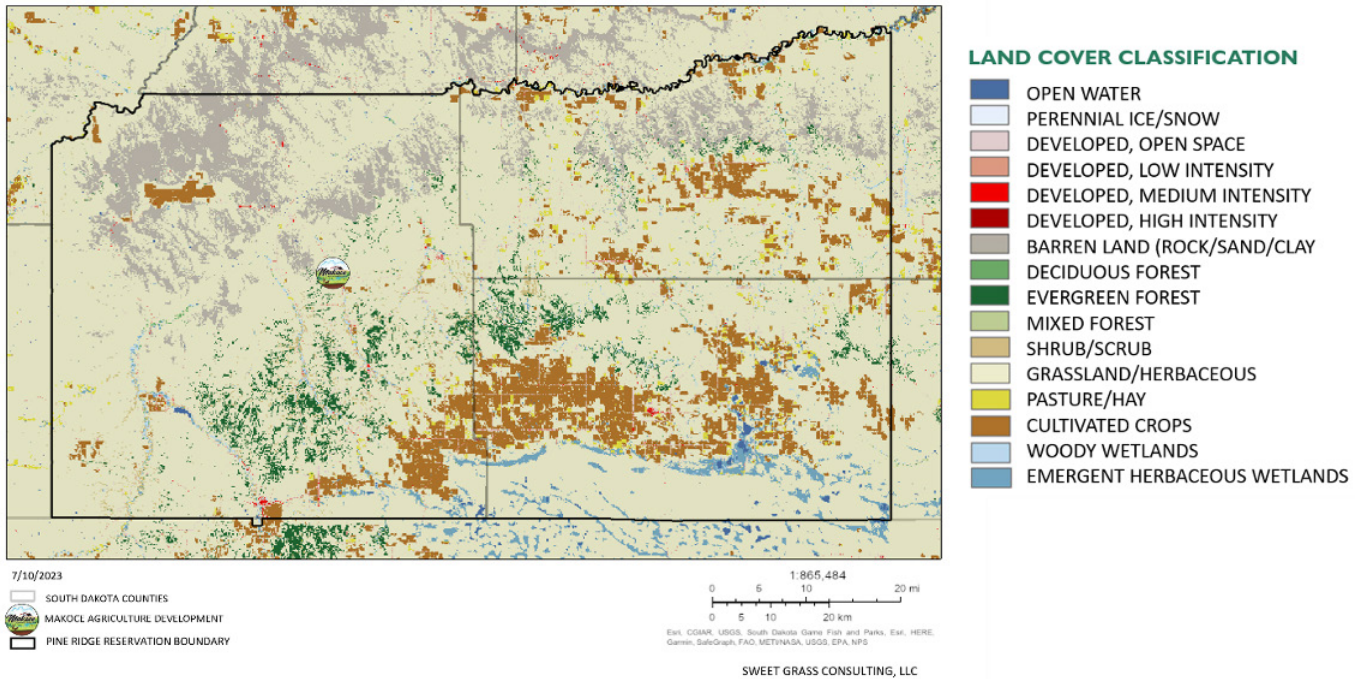 LAND COVER CLASSIFICATION
OPEN WATER
PERENNIAL ICE/SNOW
DEVELOPED, OPEN SPACE
DEVELOPED, LOW INTENSITY
DEVELOPED, MEDIUM INTENSITY
DEVELOPED, HIGH INTENSITY
BARREN LAND (ROCK/SAND/CLAY
DECIDUOUS FOREST
EVERGREEN FOREST
MIXED FOREST
SHRUB/SCRUB
GRASSLAND/HERBACEOUS
PASTURE/HAY
CULTIVATED CROPS
WOODY WETLANDS
EMERGENT HERBACEOUS WETLANDS
Makoce
7/10/2023
SOUTH DAKOTA COUNTIES
Makoce
MAKOCE AGRICULTURE DEVELOPMENT
PINE RIDGE RESERVATION BOUNDARY
1:865,484
0 5 10 20 mi
0 5 10 20 km
Esri, CGIAR, USGS, South Dakota Game Fish and Parks, Esri, HERE,
Garmin, SafeGraph, FAO, METI/NASA, USGS, EPA, NPS
SWEET GRASS CONSULTING, LLC